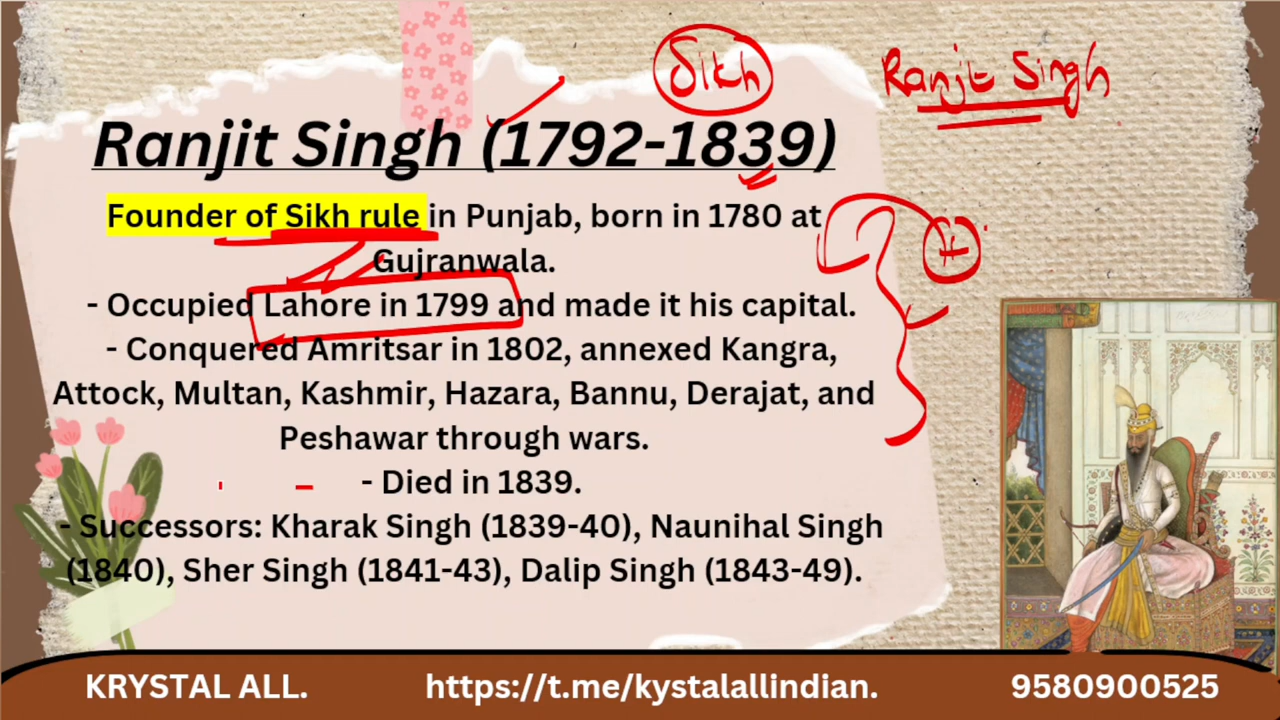 Sikh
Ranjit Singh
Ranjit Singh (1792-1839)
Founder of Sikh rule in Punjab, born in 1780 at
Gujranwala.
- Occupied Lahore in 1799 and made it his capital.
- Conquered Amritsar in 1802, annexed Kangra,
Attock, Multan, Kashmir, Hazara, Bannu, Derajat, and
Peshawar through wars.
- Died in 1839.
- Successors: Kharak Singh (1839-40), Naunihal Singh
(1840), Sher Singh (1841-43), Dalip Singh (1843-49).
KRYSTAL ALL.
https://t.me/kystalallindian.
9580900525